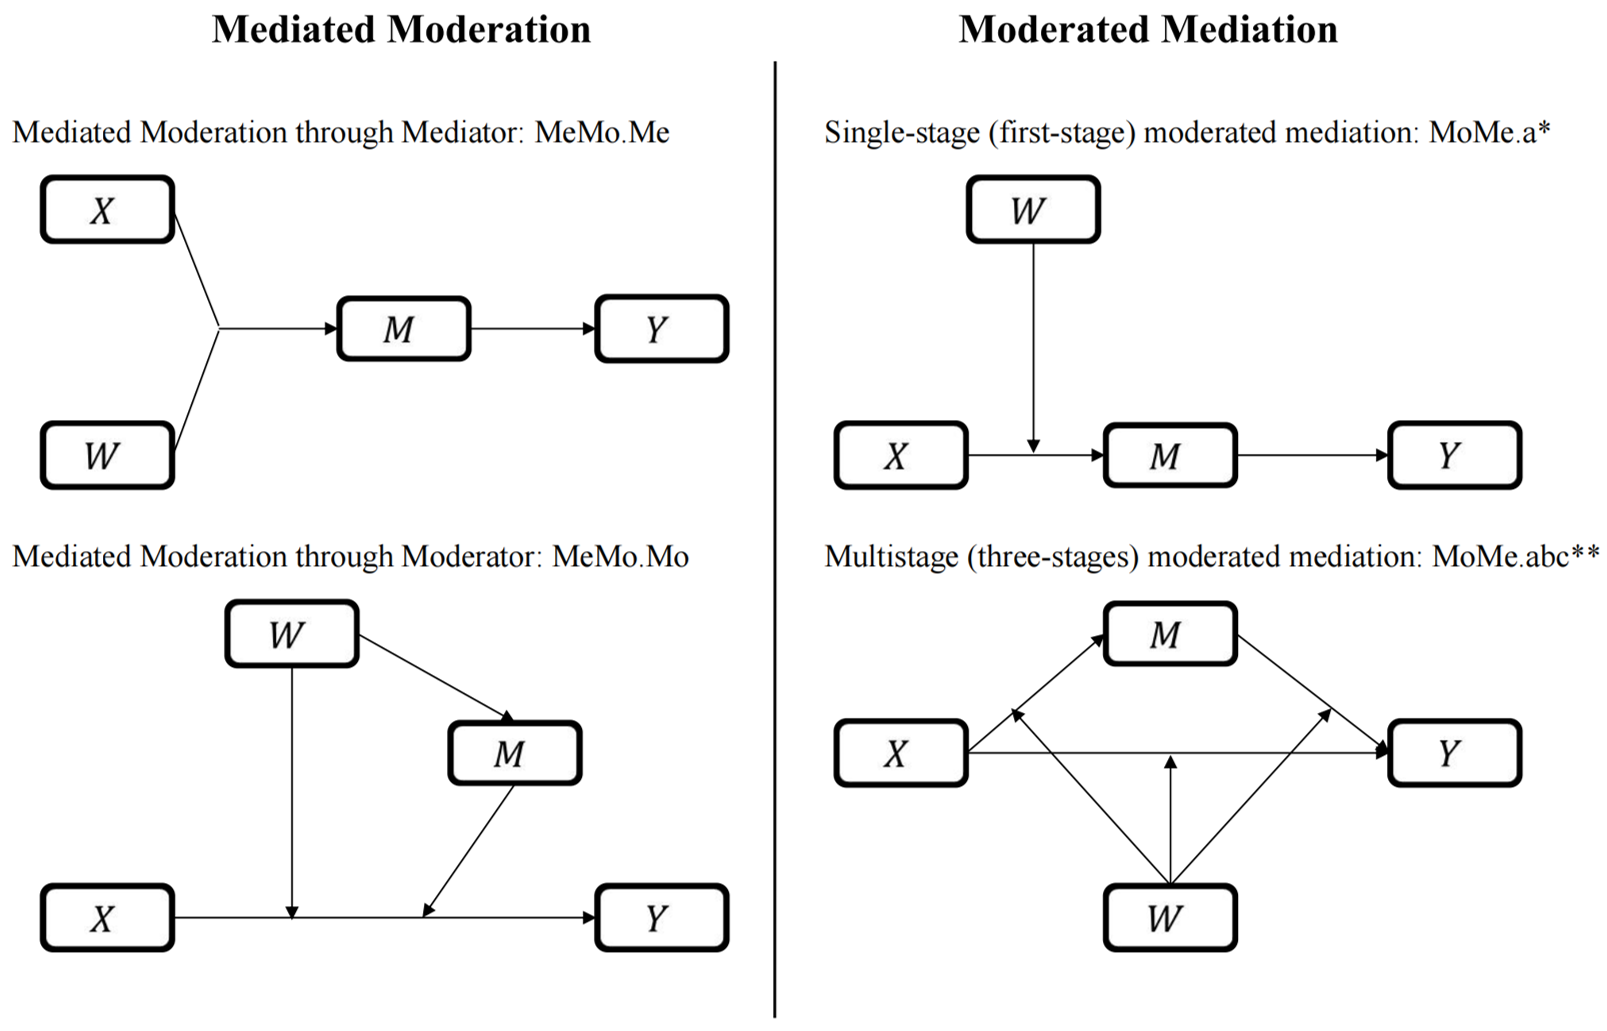 Mediated Moderation
Moderated Mediation
Mediated Moderation through Mediator: MeMo.Me
X
M
Y
W
Mediated Moderation through Moderator: MeMo.Mo
W
M
X
Y
Single-stage (first-stage) moderated mediation: MoMe.a*
W
X
M
Y
Multistage (three-stages) moderated mediation: MoMe.abc**
M
X
Y
W